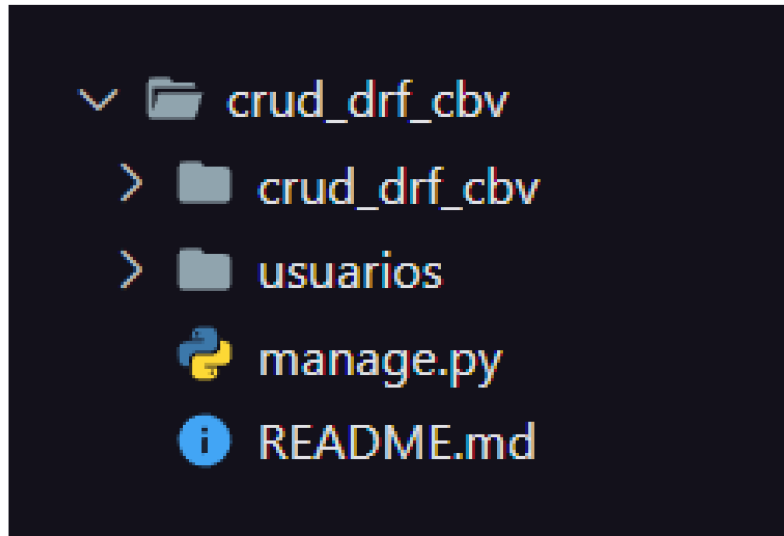 crud_drf_cbv
crud_drf_cbv
usuarios
manage.py
README.md